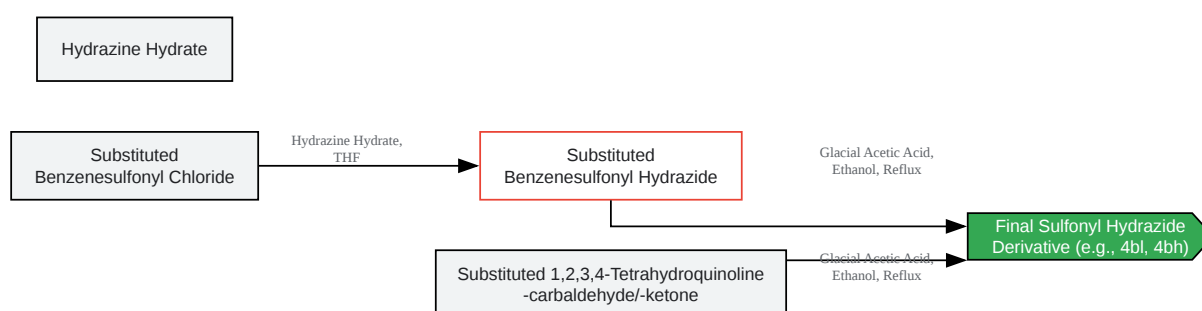 Hydrazine Hydrate
Substituted
Benzenesulfonyl Chloride
Hydrazine Hydrate,
THF
Substituted
Benzenesulfonyl Hydrazide
Glacial Acetic Acid,
Ethanol, Reflux
Final Sulfonyl Hydrazide
Derivative (e.g., 4bl, 4bh)
Substituted 1,2,3,4-Tetrahydroquinoline
-carbaldehyde/-ketone
Glacial Acetic Acid,
Ethanol, Reflux